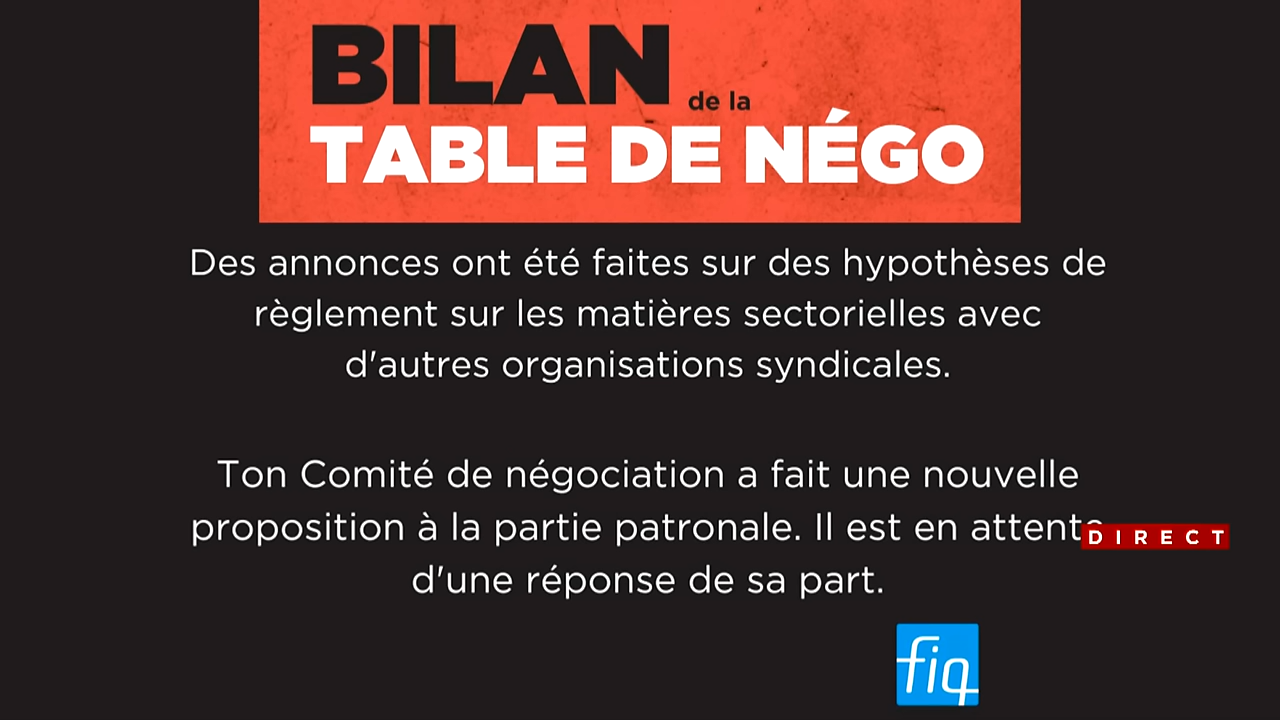 BILAN de la
TABLE DE NÉGO
Des annonces ont été faites sur des hypothèses de
règlement sur les matières sectorielles avec
d'autres organisations syndicales.
Ton Comité de négociation a fait une nouvelle
proposition à la partie patronale. Il est en attente
DIRECT
d'une réponse de sa part.
fiq